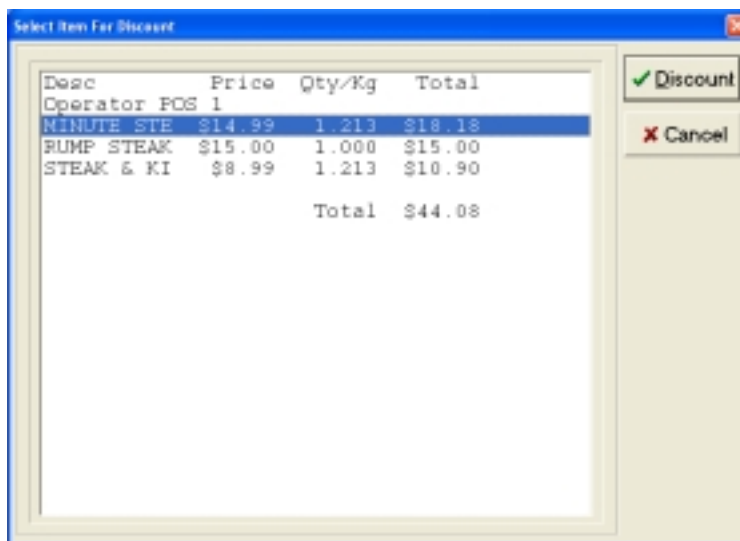 Select Item For Discount
Desc Price Qty/Kg Total
Operator POS 1
MINUTE STE $14.99 1.213 $18.18
RUMP STEAK $15.00 1.000 $15.00
STEAK & KI $8.99 1.213 $10.90
Total $44.08
Discount
Cancel